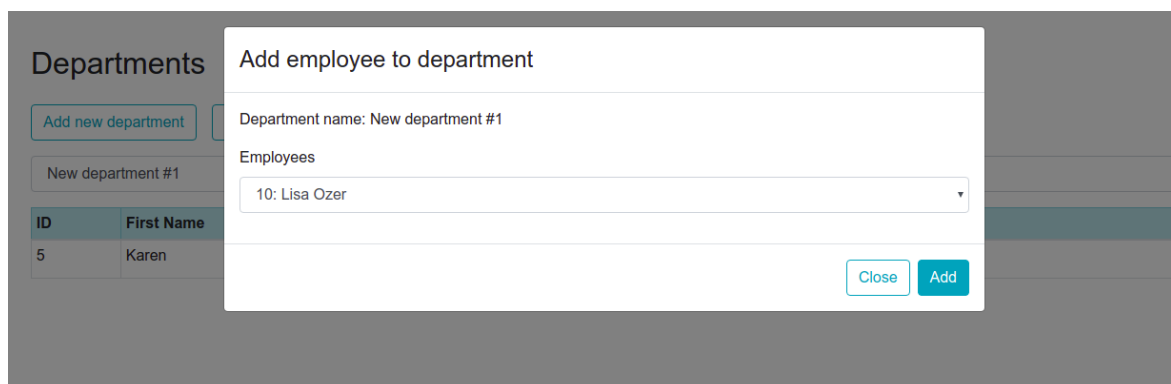 Departments
Add new department
New department #1
ID First Name
5 Karen
Add employee to department
Department name: New department #1
Employees
10: Lisa Ozer
Close Add